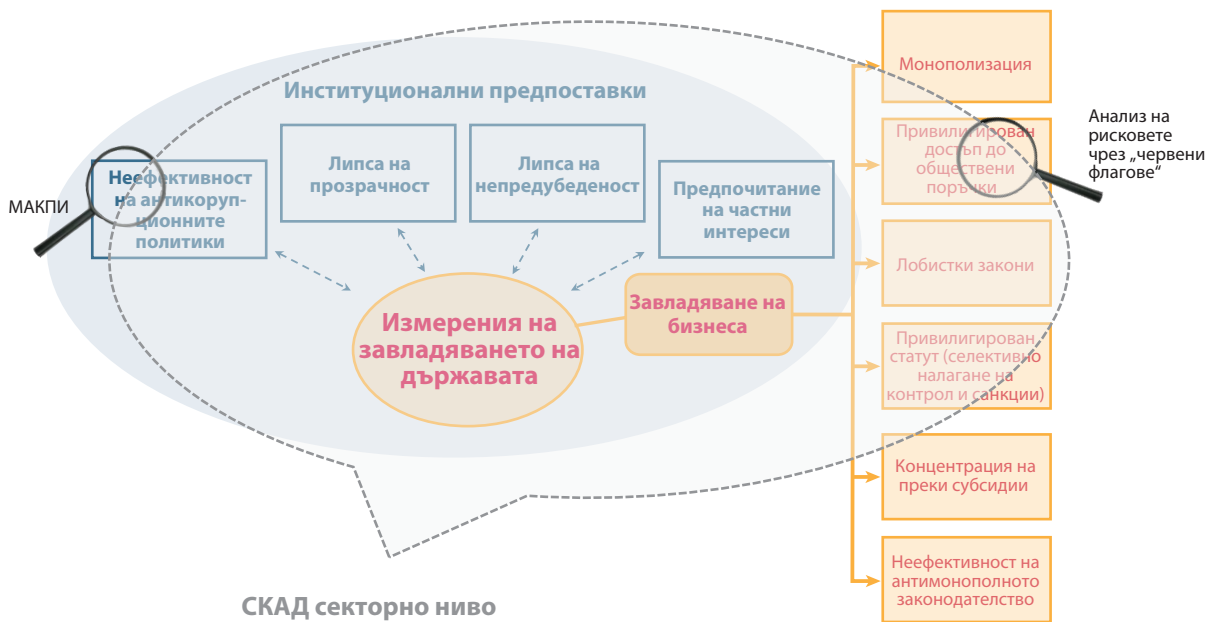 МАКПИ
Институционални предпоставки
Неефективност
на антикоруп-
ционните
политики
Липса на
прозрачност
Липса на
непредубеденост
Предпочитание
на частни
интереси
Измерения на
завладяването на
държавата
Завладяване на
бизнеса
Монополизация
Привилигирован
достъп до
обществени
поръчки
Анализ на
рисковете
чрез „червени
флагове“
Лобистки закони
Привилигирован
статут (селективно
налагане на
контрол и санкции)
Концентрация на
преки субсидии
Неефективност на
антимонополното
законодателство
СКАД секторно ниво